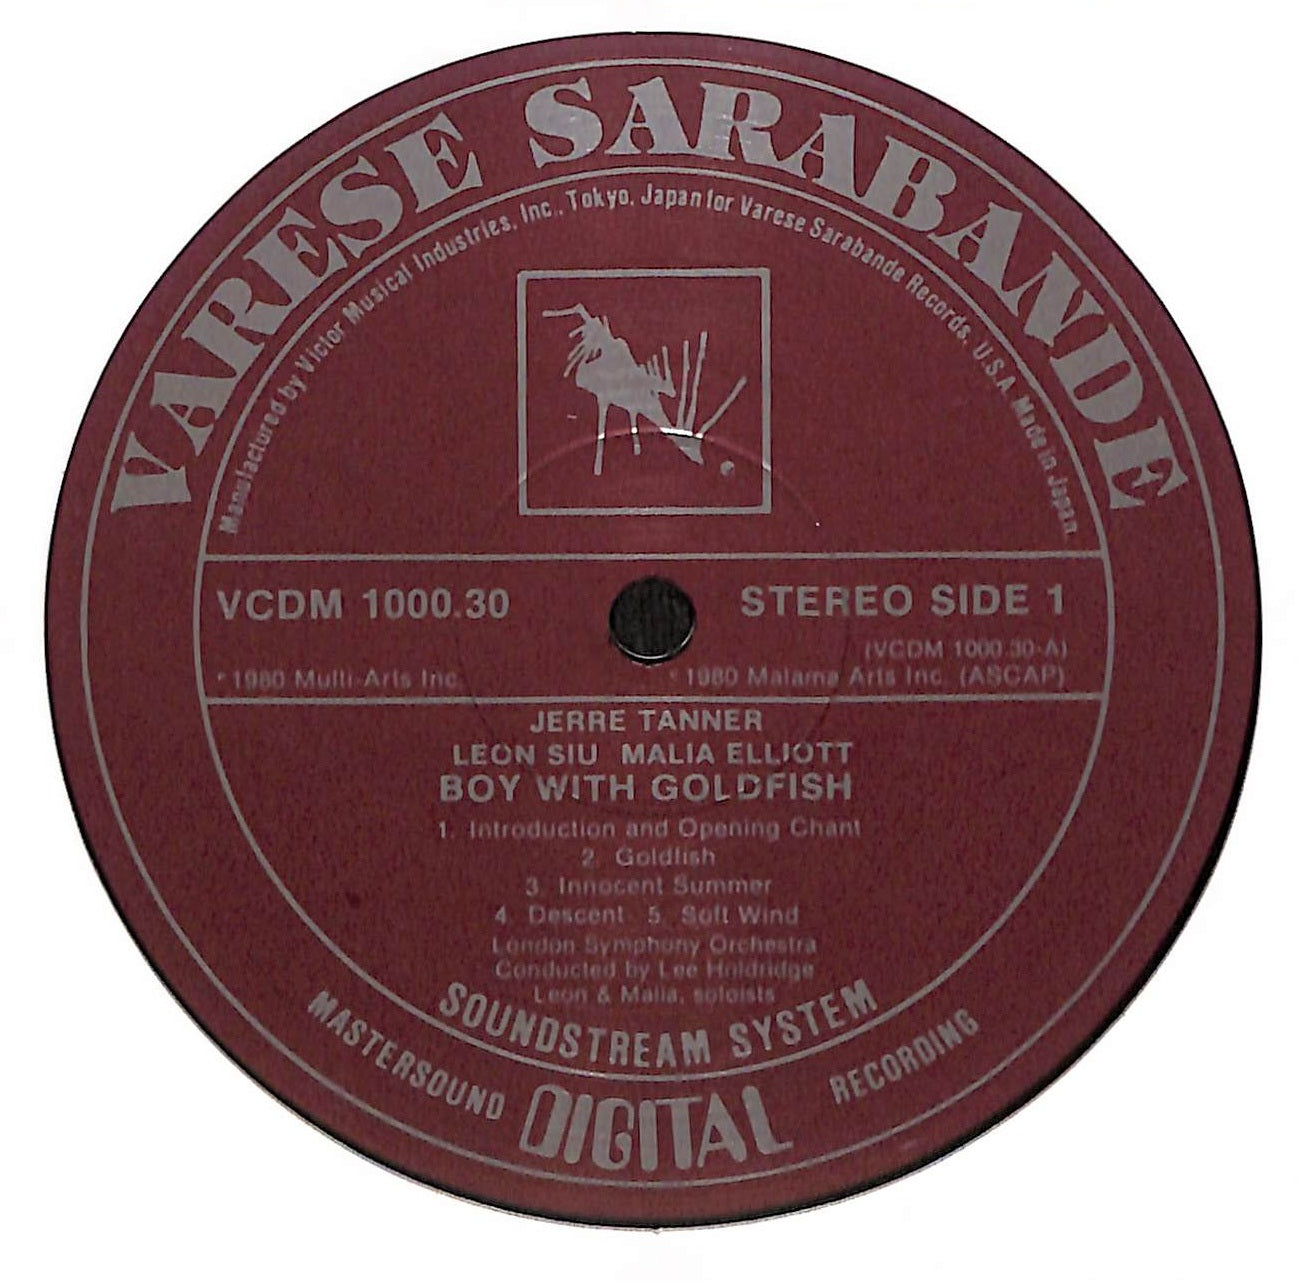 VARESE SARABANDE
Manufactured by Victor Musical Industries, Inc., Tokyo, Japan for Varese Sarabande Records, U.S.A. Made in Japan
VCDM 1000.30
STEREO SIDE 1
(VCDM 1000.30-A)
℗ 1980 Multi-Arts Inc.
© 1980 Malama Arts Inc. (ASCAP)
JERRE TANNER
LEON SIU MALIA ELLIOTT
BOY WITH GOLDFISH
1. Introduction and Opening Chant
2. Goldfish
3. Innocent Summer
4. Descent 5. Soft Wind
London Symphony Orchestra
Conducted by Lee Holdridge
Leon & Malia, soloists
SOUNDSTREAM SYSTEM
MASTERSOUND DIGITAL RECORDING